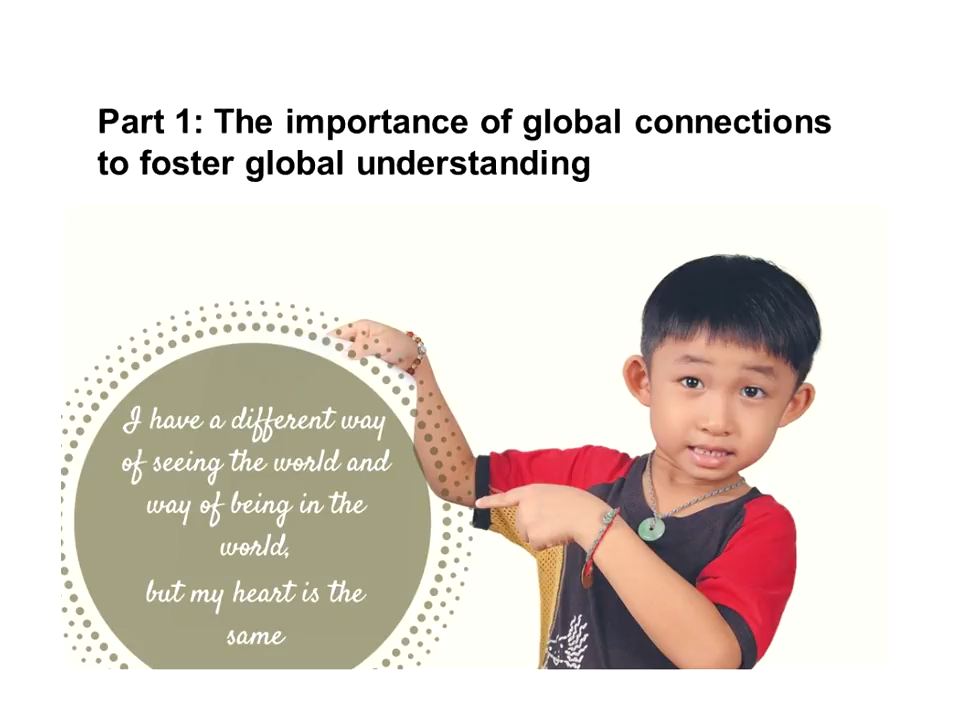 Part 1: The importance of global connections
to foster global understanding
I have a different way
of seeing the world and
way of being in the
world,
but my heart is the
same